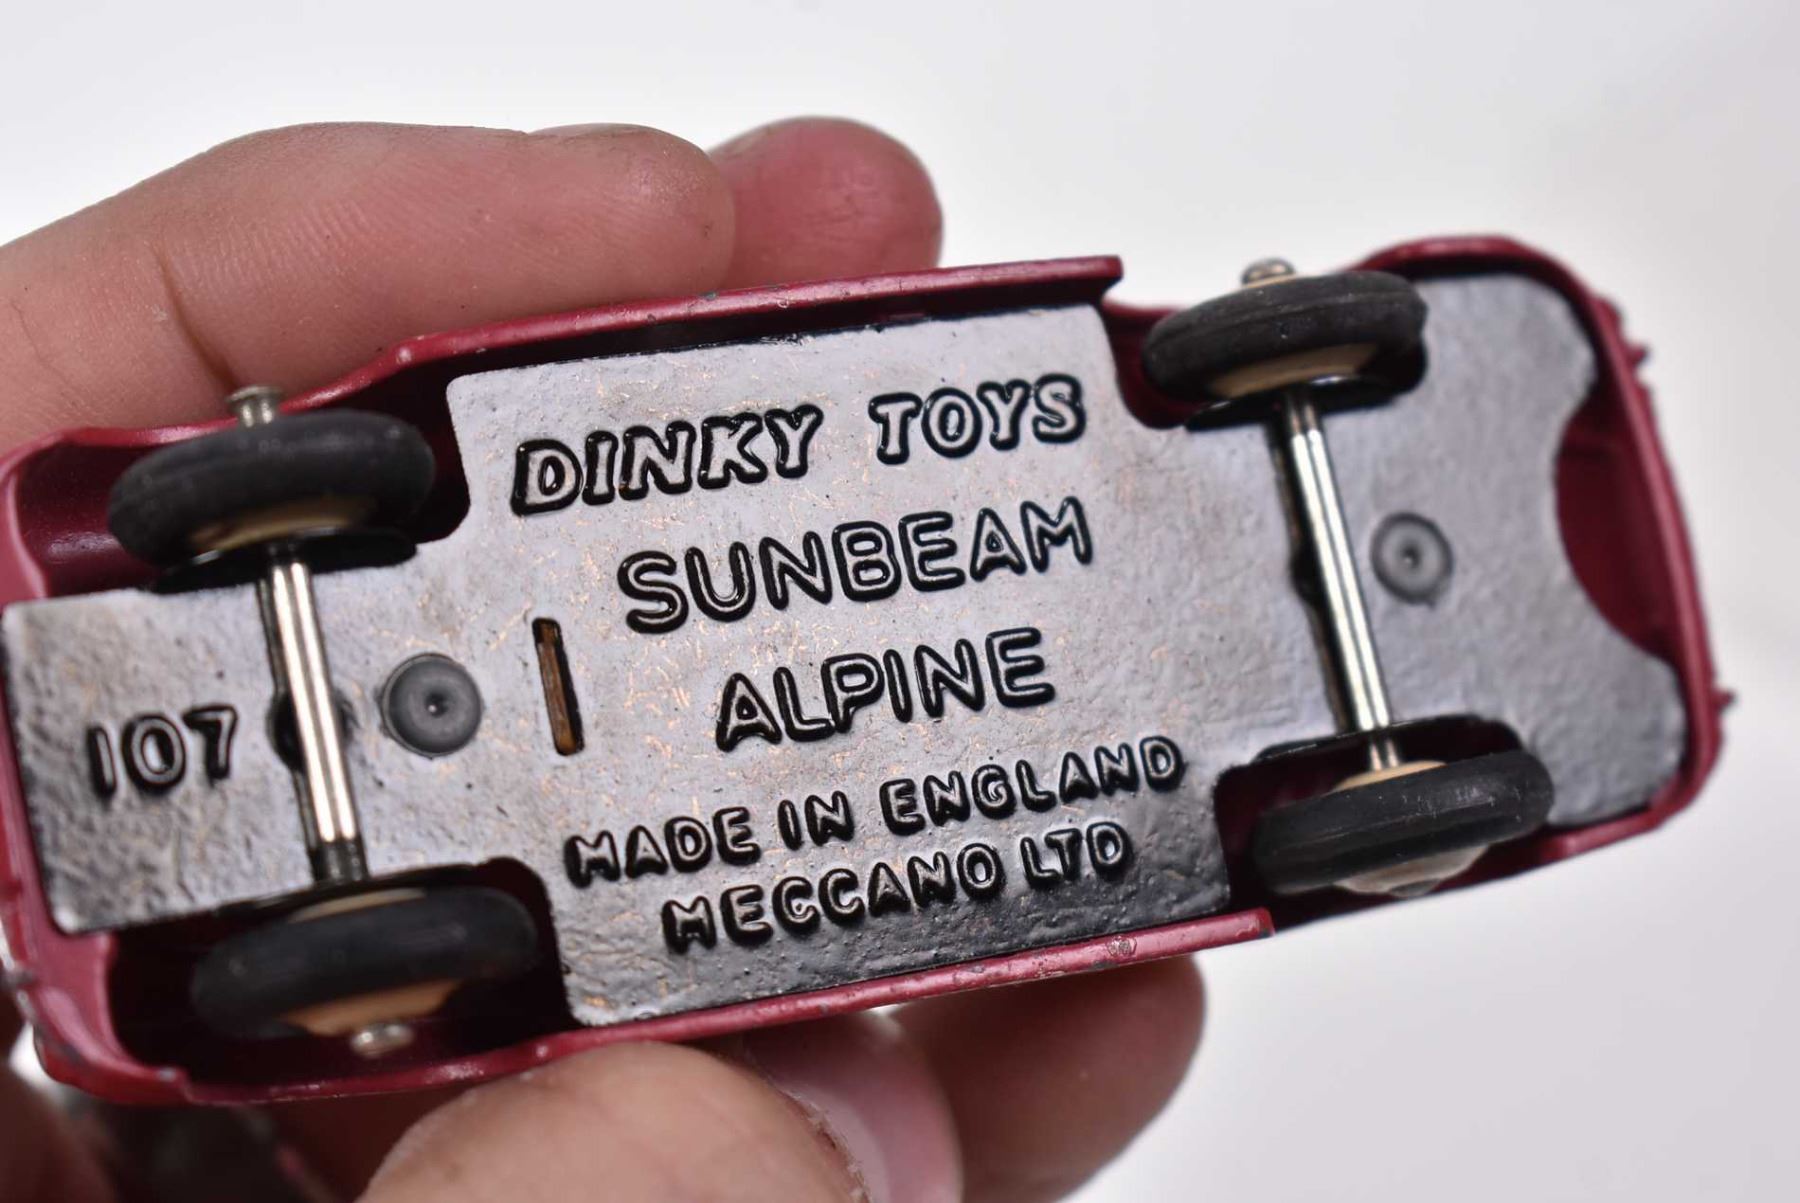 DINKY TOYS
SUNBEAM
ALPINE
107
MADE IN ENGLAND
MECCANO LTD